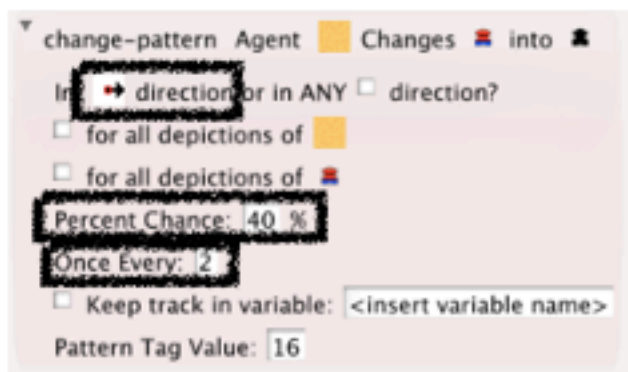 change-pattern Agent Changes into
In direction or in ANY direction?
for all depictions of
for all depictions of
Percent Chance: 40 %
Once Every: 2
Keep track in variable: <insert variable name>
Pattern Tag Value: 16